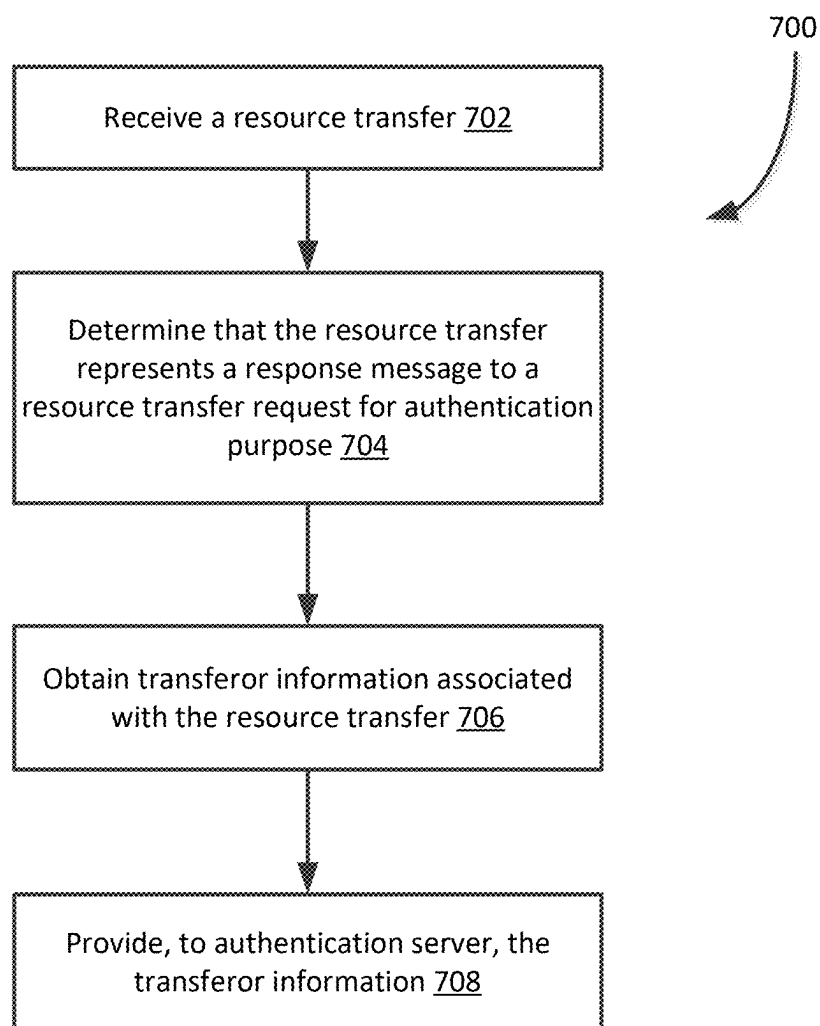 700
Receive a resource transfer 702
Determine that the resource transfer
represents a response message to a
resource transfer request for authentication
purpose 704
Obtain transferor information associated
with the resource transfer 706
Provide, to authentication server, the
transferor information 708